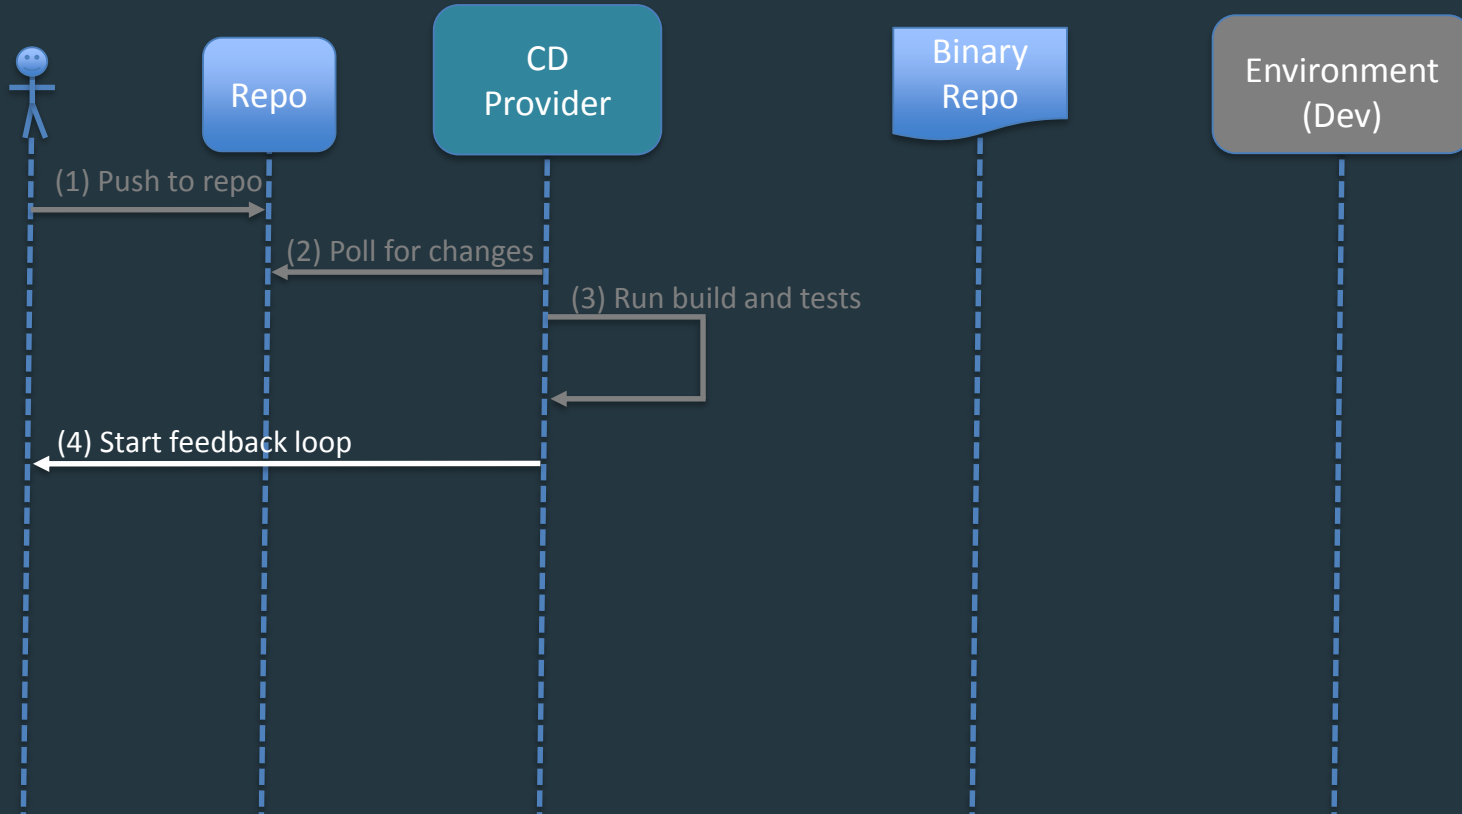 Repo
CD
Provider
Binary
Repo
Environment
(Dev)
(1) Push to repo
(2) Poll for changes
(3) Run build and tests
(4) Start feedback loop